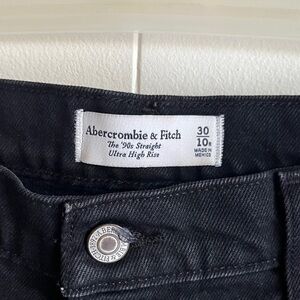 Abercrombie & Fitch
The '90s Straight
Ultra High Rise
30
10R
MADE IN
MEXICO